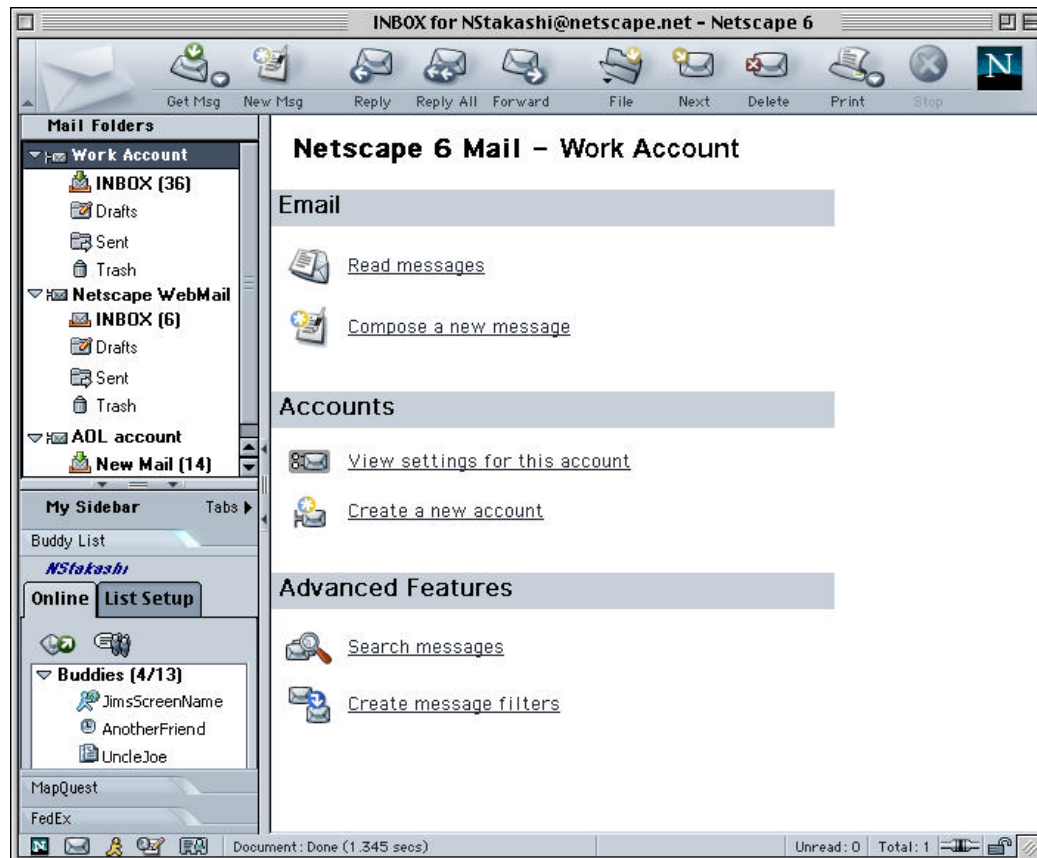 INBOX for NStakashi@netscape.net - Netscape 6
Get Msg New Msg Reply Reply All Forward File Next Delete Print Stop
N
Mail Folders
Work Account
INBOX (36)
Drafts
Sent
Trash
Netscape WebMail
INBOX (6)
Drafts
Sent
Trash
AOL account
New Mail (14)
My Sidebar Tabs
Buddy List
NStakashi
Online List Setup
Buddies (4/13)
JimsScreenName
AnotherFriend
UncleJoe
MapQuest
FedEx
Netscape 6 Mail – Work Account
Email
Read messages
Compose a new message
Accounts
View settings for this account
Create a new account
Advanced Features
Search messages
Create message filters
N
Document: Done (1.345 secs)
Unread: 0 Total: 1